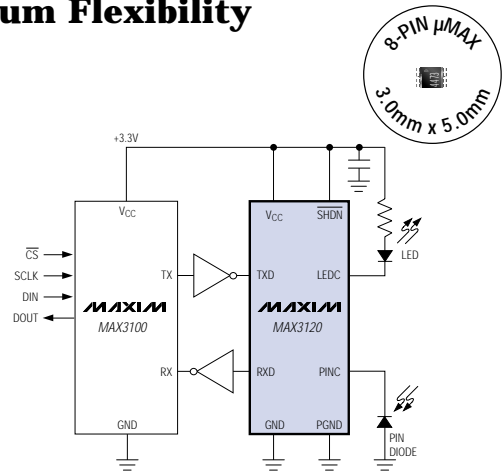 um Flexibility
8-PIN µMAX
3.0mm x 5.0mm
+3.3V
VCC
VCC
SHDN
CS
SCLK
DIN
DOUT
TX
TXD
LEDC
LED
MAXIM
MAX3100
MAXIM
MAX3120
RX
RXD
PINC
GND
GND
PGND
PIN
DIODE